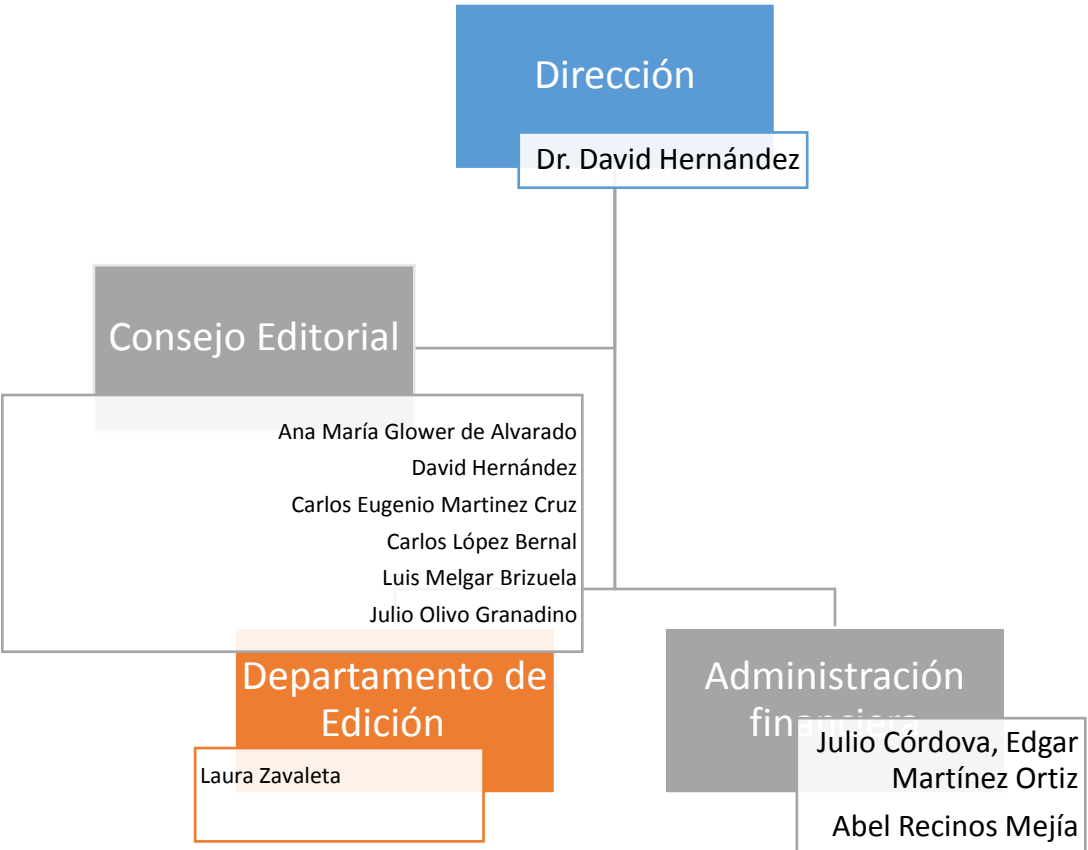 Dirección
Dr. David Hernández
Consejo Editorial
Ana María Glower de Alvarado
David Hernández
Carlos Eugenio Martinez Cruz
Carlos López Bernal
Luis Melgar Brizuela
Julio Olivo Granadino
Departamento de
Edición
Laura Zavaleta
Administración
financiera
Julio Córdova, Edgar
Martínez Ortiz
Abel Recinos Mejía